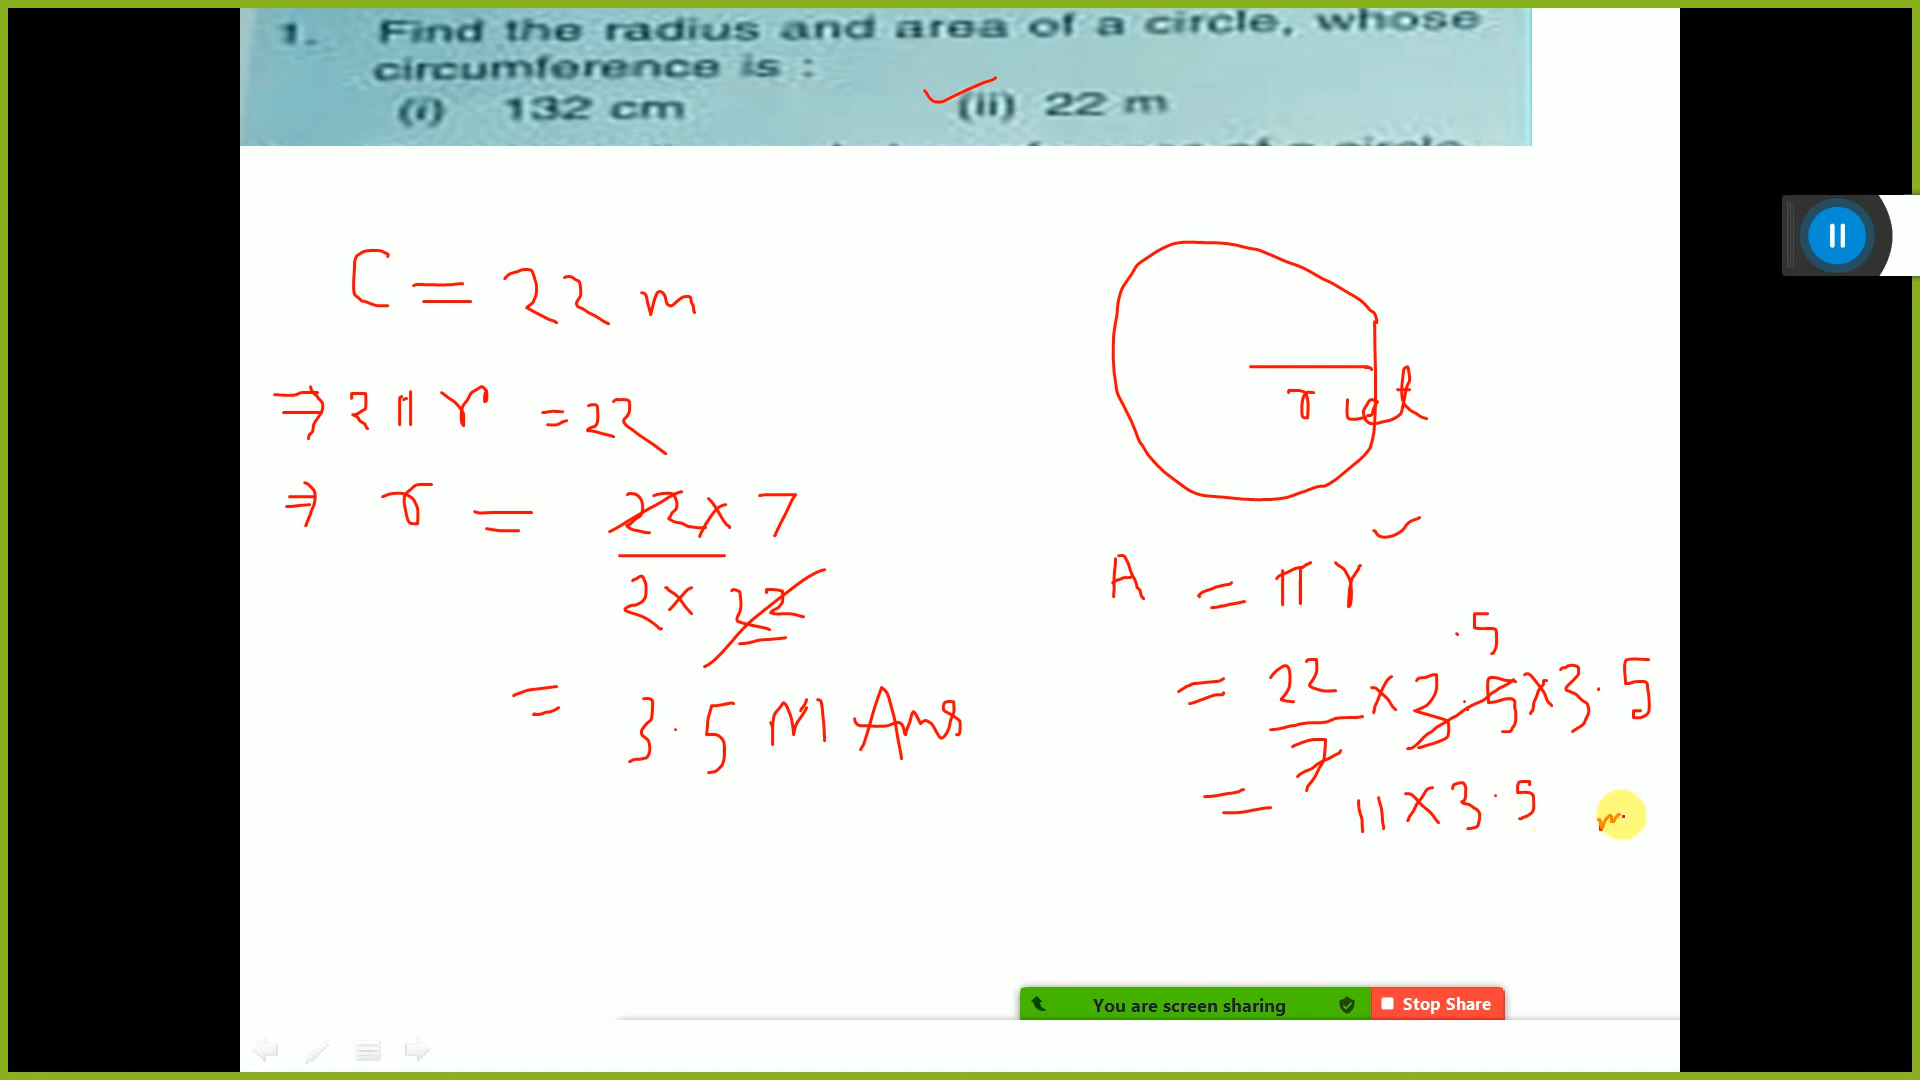 1. Find the radius and area of a circle, whose
circumference is :
(i) 132 cm (ii) 22 m
C = 22 m
⇒ 2 π r = 22
⇒ r = 22 × 7
2 × 22
= 3.5 M Ans
r
A = π r
.5
= 22 × 3.5 × 3.5
7
= 11 × 3.5 m
You are screen sharing
Stop Share